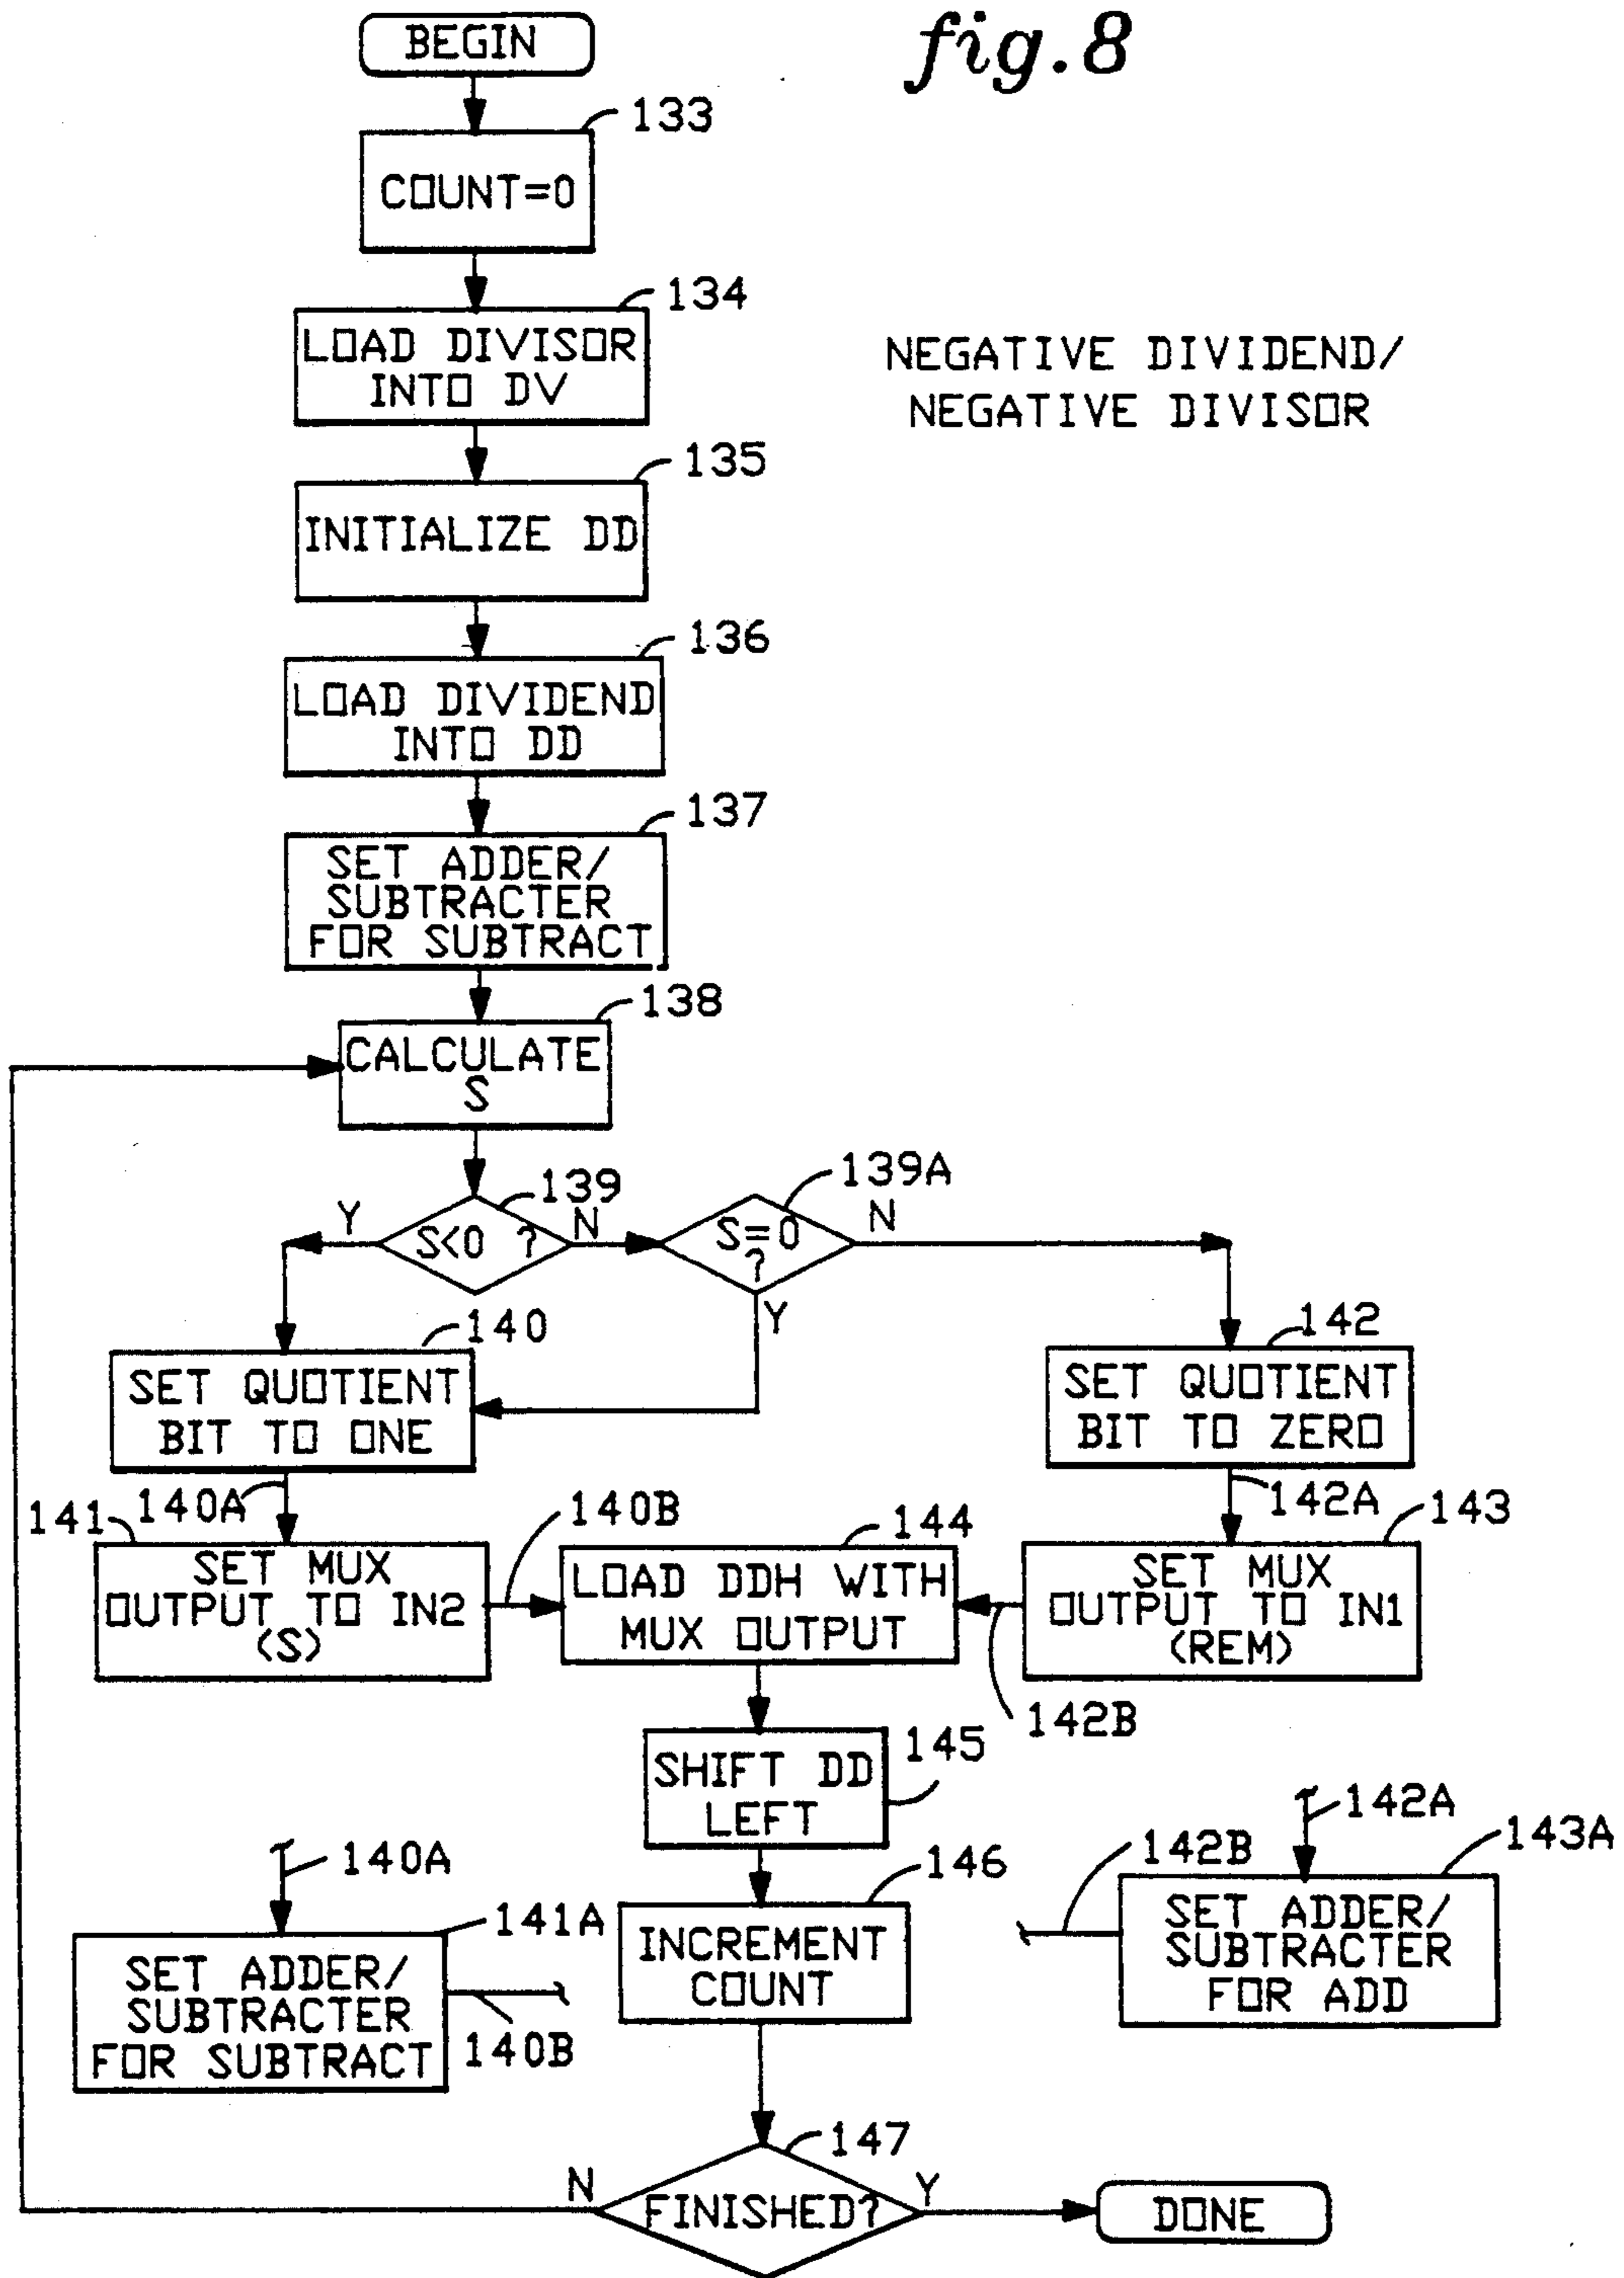 fig.8
BEGIN
133
COUNT=0
134
LOAD DIVISOR
INTO DV
NEGATIVE DIVIDEND/
NEGATIVE DIVISOR
135
INITIALIZE DD
136
LOAD DIVIDEND
INTO DD
137
SET ADDER/
SUBTRACTER
FOR SUBTRACT
138
CALCULATE
S
139
Y
S<0 ?
N
139A
S=0
?
N
Y
140
SET QUOTIENT
BIT TO ONE
142
SET QUOTIENT
BIT TO ZERO
140A
142A
141
SET MUX
OUTPUT TO IN2
(S)
140B
144
LOAD DDH WITH
MUX OUTPUT
143
SET MUX
OUTPUT TO IN1
(REM)
142B
145
SHIFT DD
LEFT
140A
141A
SET ADDER/
SUBTRACTER
FOR SUBTRACT
140B
146
INCREMENT
COUNT
142A
142B
143A
SET ADDER/
SUBTRACTER
FOR ADD
147
N
FINISHED?
Y
DONE